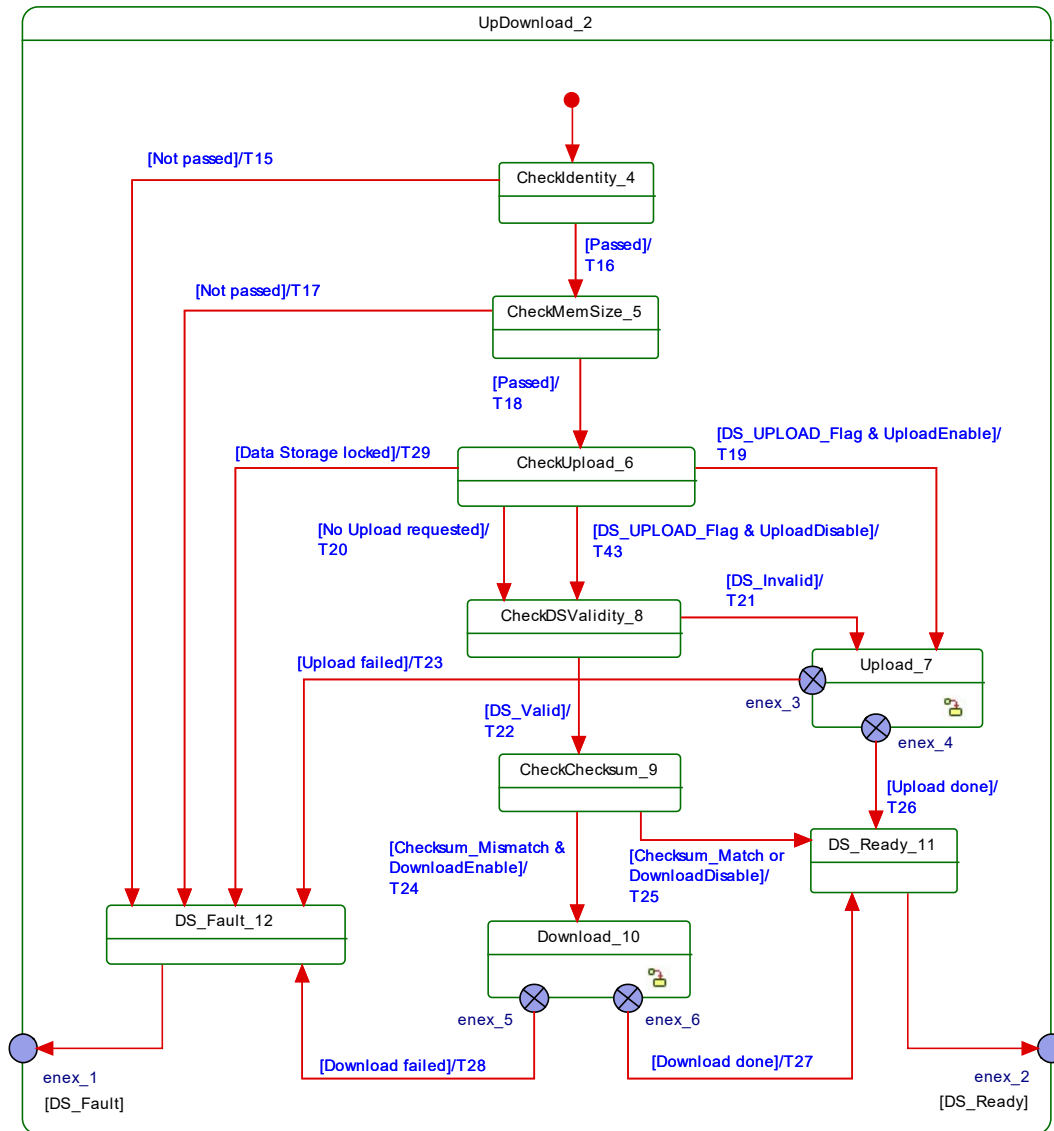 UpDownload_2
[Not passed]/T15
CheckIdentity_4
[Passed]/
T16
[Not passed]/T17
CheckMemSize_5
[Passed]/
T18
[DS_UPLOAD_Flag & UploadEnable]/
T19
[Data Storage locked]/T29
CheckUpload_6
[No Upload requested]/
T20
[DS_UPLOAD_Flag & UploadDisable]/
T43
[DS_Invalid]/
T21
CheckDSValidity_8
[Upload failed]/T23
Upload_7
enex_3
[DS_Valid]/
T22
enex_4
CheckChecksum_9
[Upload done]/
T26
[Checksum_Mismatch &
DownloadEnable]/
T24
[Checksum_Match or
DownloadDisable]/
T25
DS_Ready_11
DS_Fault_12
Download_10
enex_5
enex_6
[Download failed]/T28
[Download done]/T27
enex_1
[DS_Fault]
enex_2
[DS_Ready]